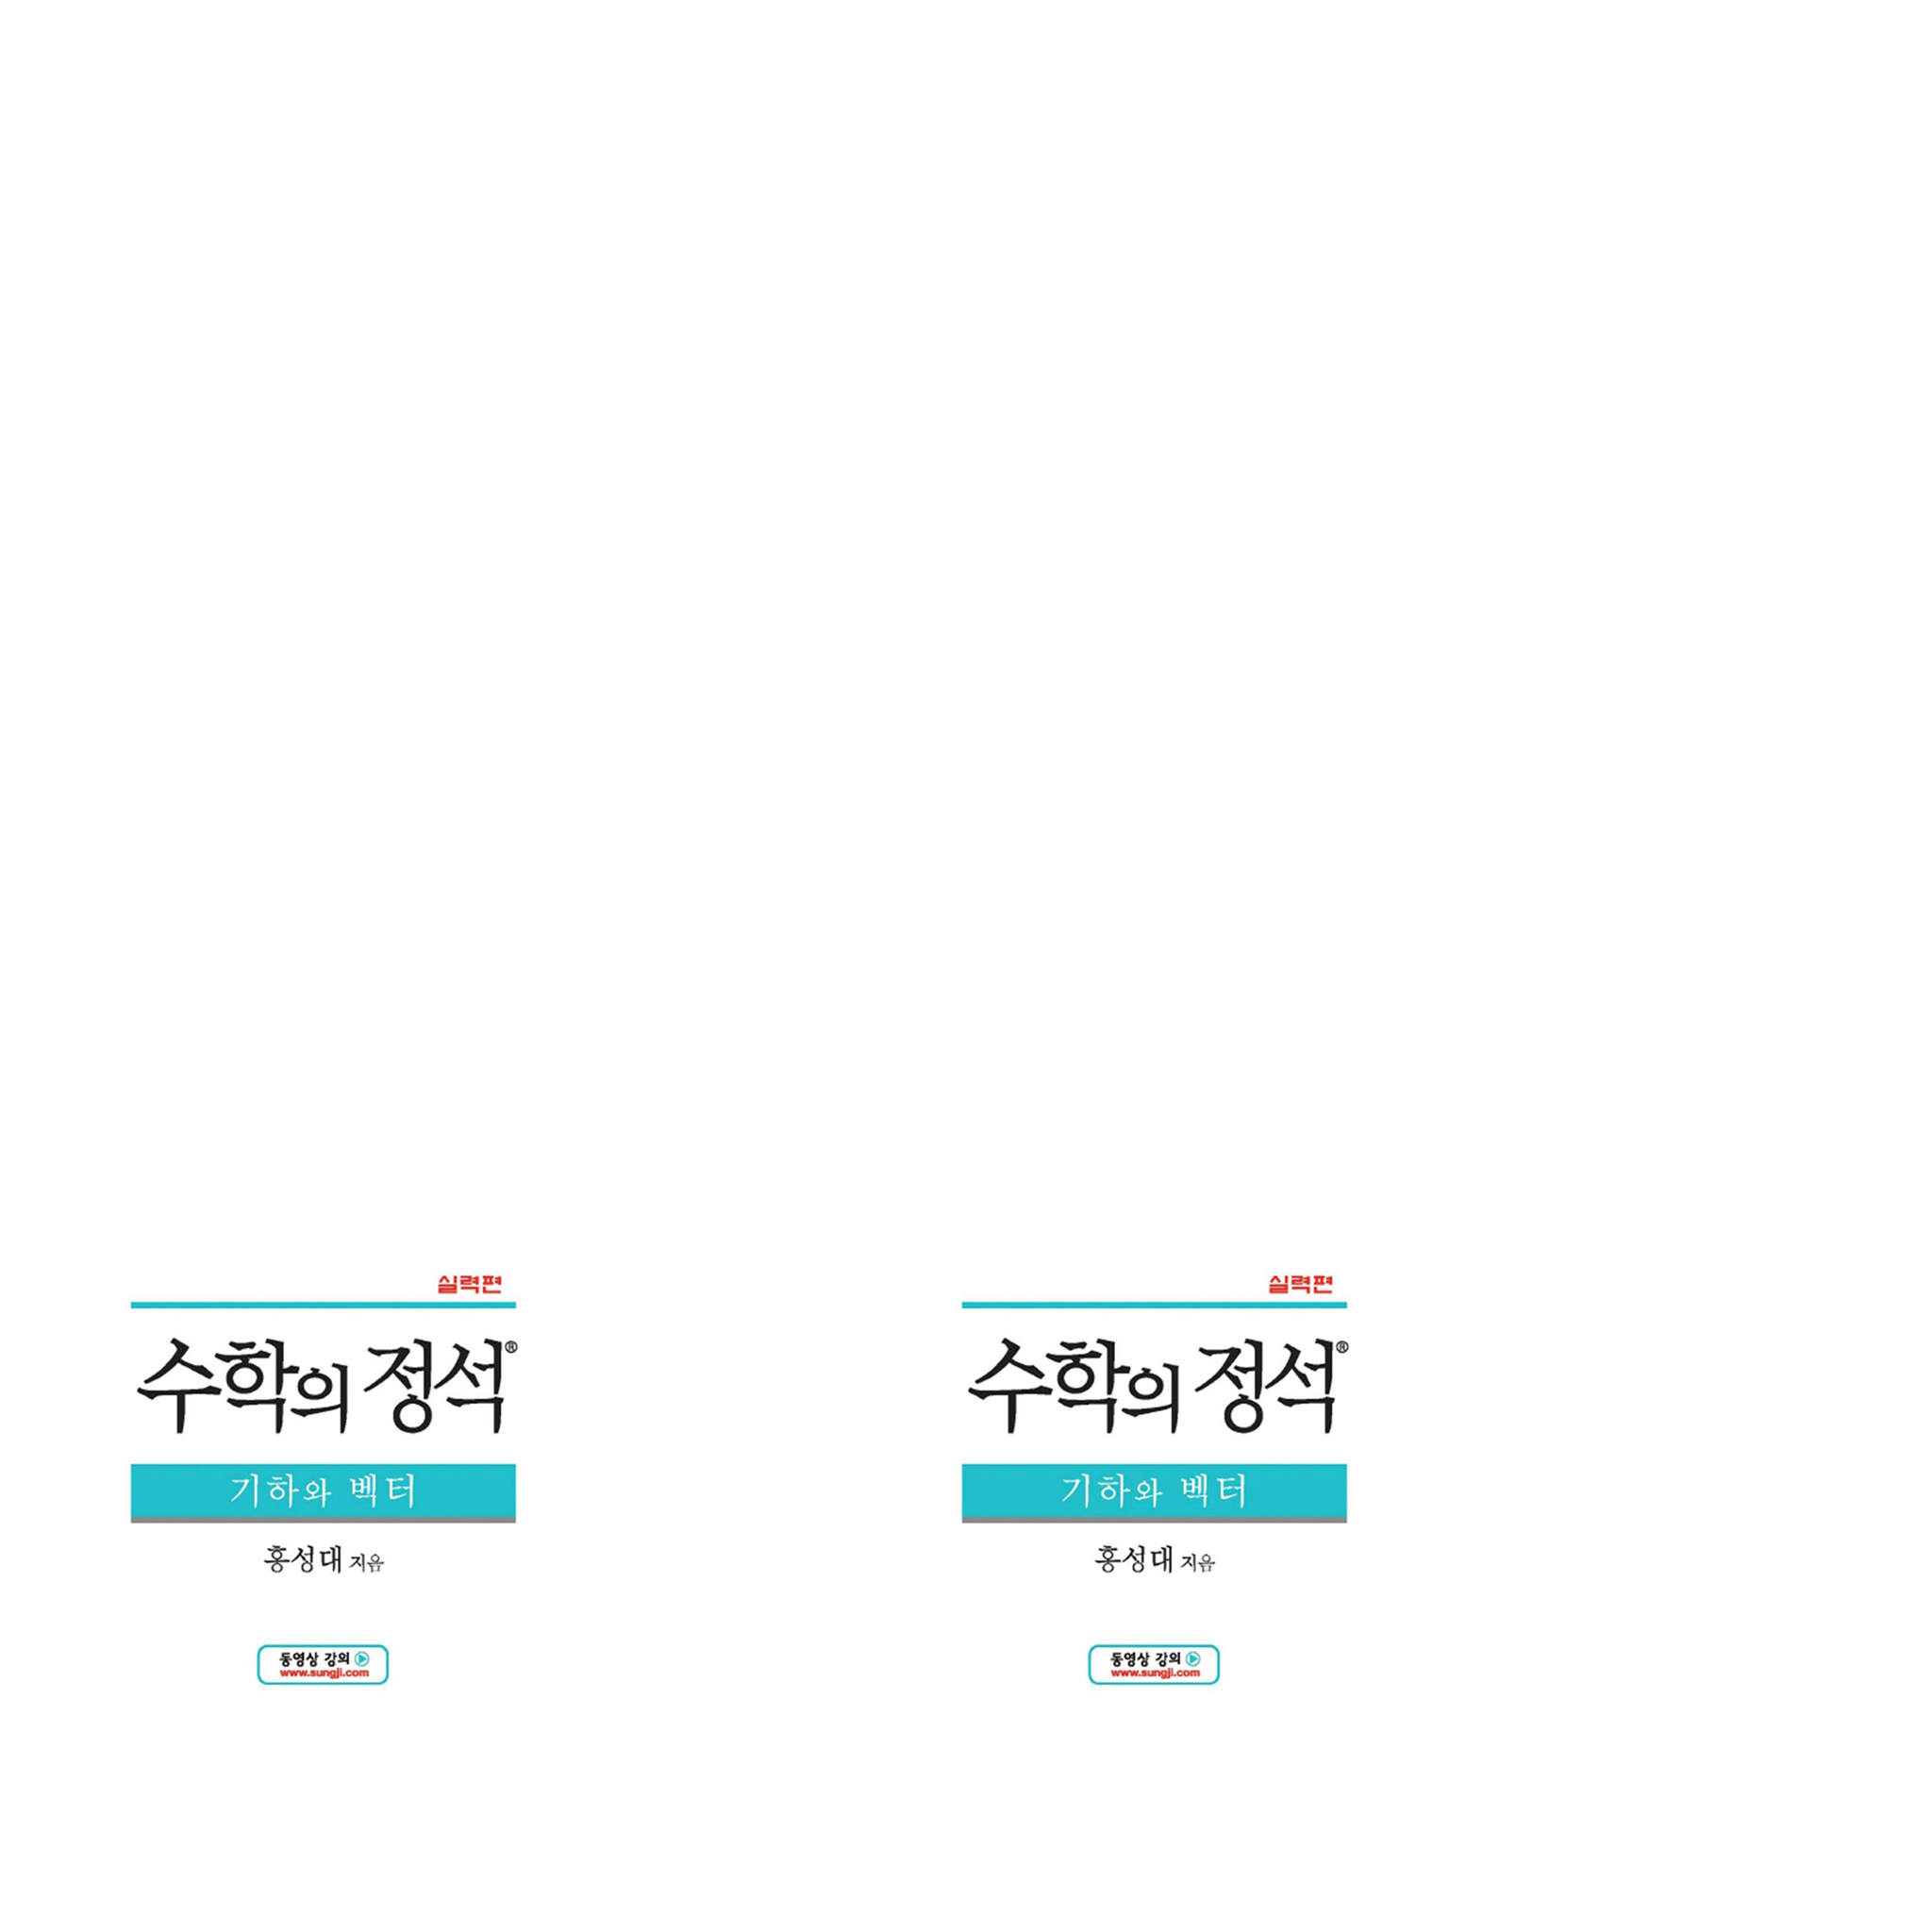 실력편
수학의 정석®
기하와 벡터
홍성대 지음
동영상 강의
www.sungji.com
실력편
수학의 정석®
기하와 벡터
홍성대 지음
동영상 강의
www.sungji.com